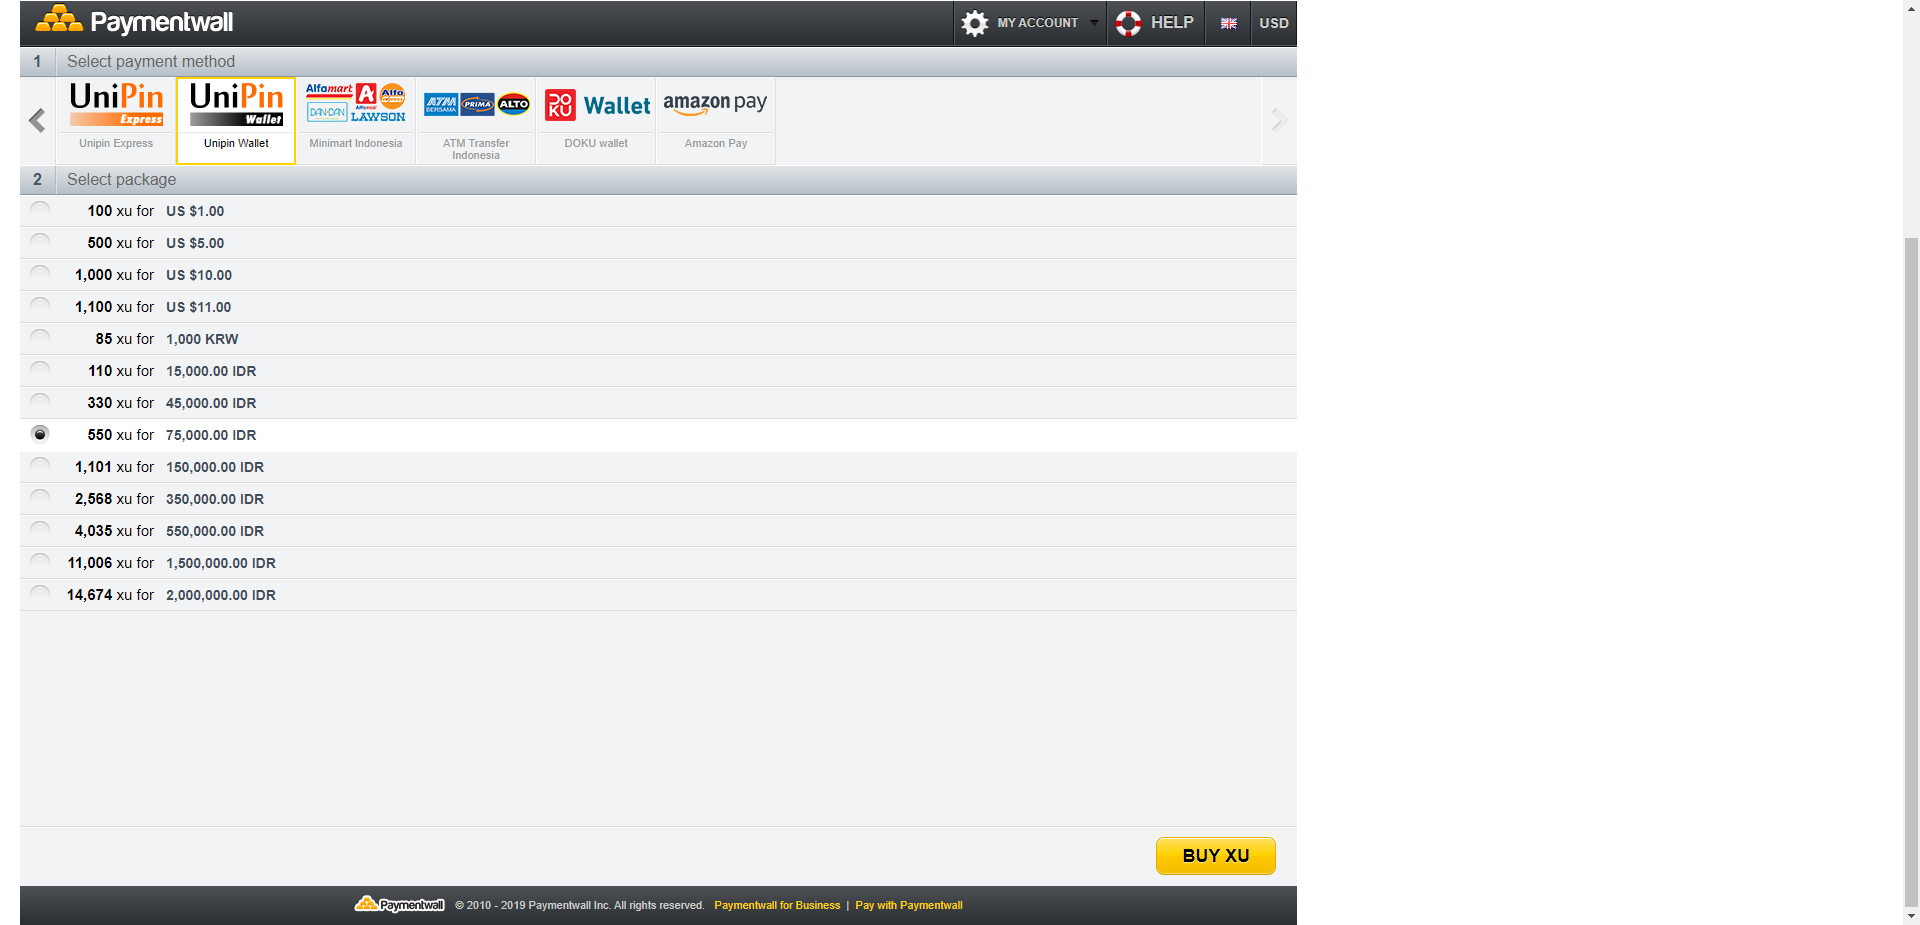 Paymentwall
MY ACCOUNT
HELP
USD
1 Select payment method
UniPin Express
UniPin Wallet
Alfamart A Alfa express
DAN+DAN Alfamidi LAWSON
ATM BERSAMA PRIMA ALTO
DOKU Wallet
amazon pay
Unipin Express
Unipin Wallet
Minimart Indonesia
ATM Transfer
Indonesia
DOKU wallet
Amazon Pay
2 Select package
100 xu for US $1.00
500 xu for US $5.00
1,000 xu for US $10.00
1,100 xu for US $11.00
85 xu for 1,000 KRW
110 xu for 15,000.00 IDR
330 xu for 45,000.00 IDR
550 xu for 75,000.00 IDR
1,101 xu for 150,000.00 IDR
2,568 xu for 350,000.00 IDR
4,035 xu for 550,000.00 IDR
11,006 xu for 1,500,000.00 IDR
14,674 xu for 2,000,000.00 IDR
BUY XU
Paymentwall © 2010 - 2019 Paymentwall Inc. All rights reserved. Paymentwall for Business | Pay with Paymentwall